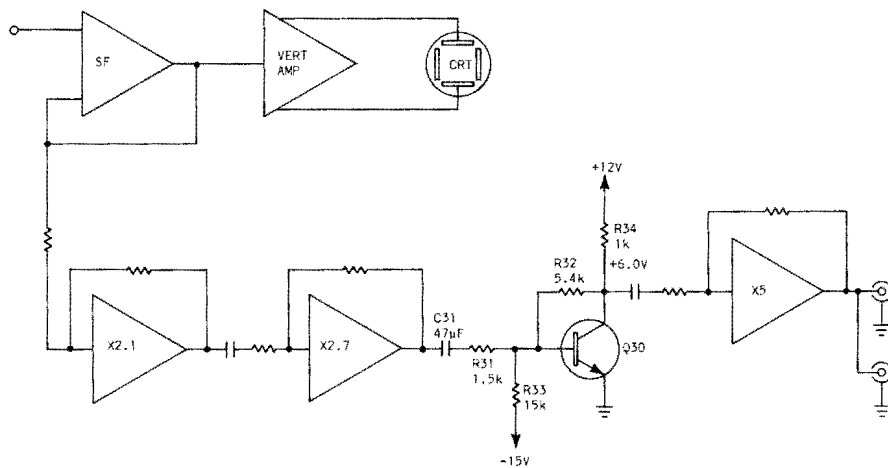 SF
VERT
AMP
CRT
+12V
R34
1k
+6.0V
R32
5.4k
X5
C31
47µF
X2.1
X2.7
R31
1.5k
Q30
R33
15k
-15V